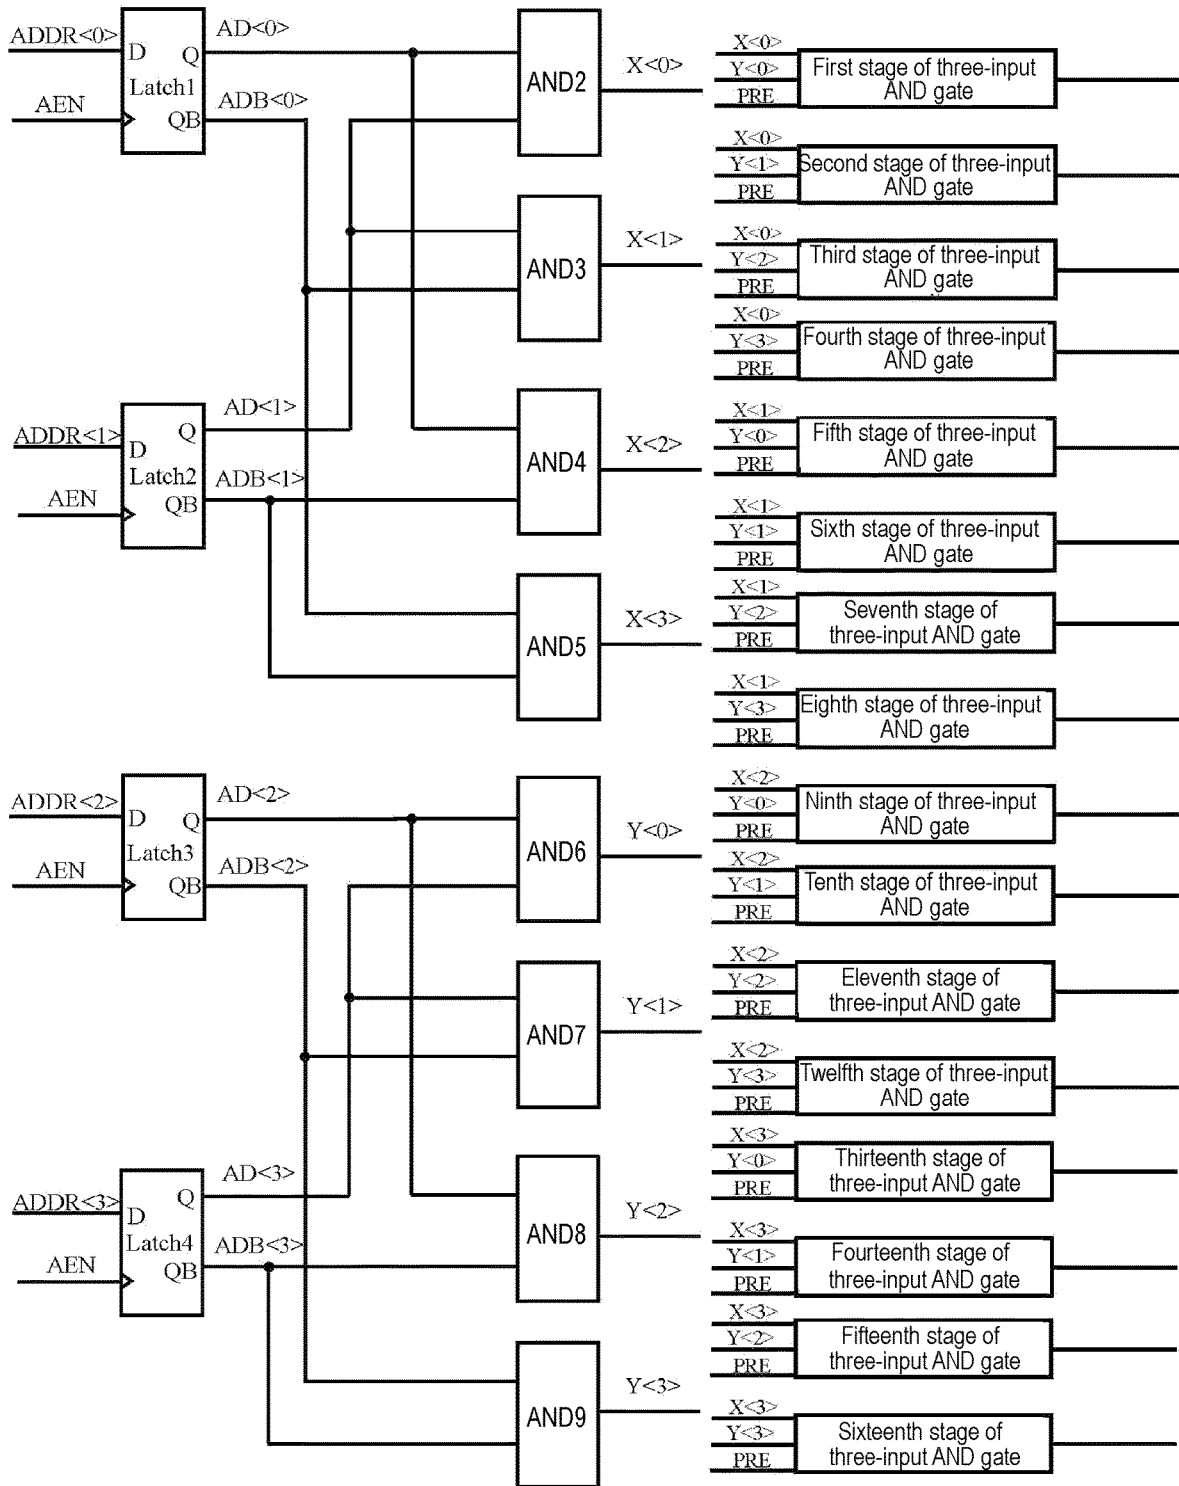 ADDR<0>
D
Q
AD<0>
Latch1
AEN
QB
ADB<0>
AND2
X<0>
AND3
X<1>
ADDR<1>
D
Q
AD<1>
Latch2
AEN
QB
ADB<1>
AND4
X<2>
AND5
X<3>
ADDR<2>
D
Q
AD<2>
Latch3
AEN
QB
ADB<2>
AND6
Y<0>
AND7
Y<1>
ADDR<3>
D
Q
AD<3>
Latch4
AEN
QB
ADB<3>
AND8
Y<2>
AND9
Y<3>
X<0>
Y<0>
PRE
First stage of three-input
AND gate
X<0>
Y<1>
PRE
Second stage of three-input
AND gate
X<0>
Y<2>
PRE
Third stage of three-input
AND gate
X<0>
Y<3>
PRE
Fourth stage of three-input
AND gate
X<1>
Y<0>
PRE
Fifth stage of three-input
AND gate
X<1>
Y<1>
PRE
Sixth stage of three-input
AND gate
X<1>
Y<2>
PRE
Seventh stage of
three-input AND gate
X<1>
Y<3>
PRE
Eighth stage of three-input
AND gate
X<2>
Y<0>
PRE
Ninth stage of three-input
AND gate
X<2>
Y<1>
PRE
Tenth stage of three-input
AND gate
X<2>
Y<2>
PRE
Eleventh stage of
three-input AND gate
X<2>
Y<3>
PRE
Twelfth stage of three-input
AND gate
X<3>
Y<0>
PRE
Thirteenth stage of
three-input AND gate
X<3>
Y<1>
PRE
Fourteenth stage of
three-input AND gate
X<3>
Y<2>
PRE
Fifteenth stage of
three-input AND gate
X<3>
Y<3>
PRE
Sixteenth stage of
three-input AND gate